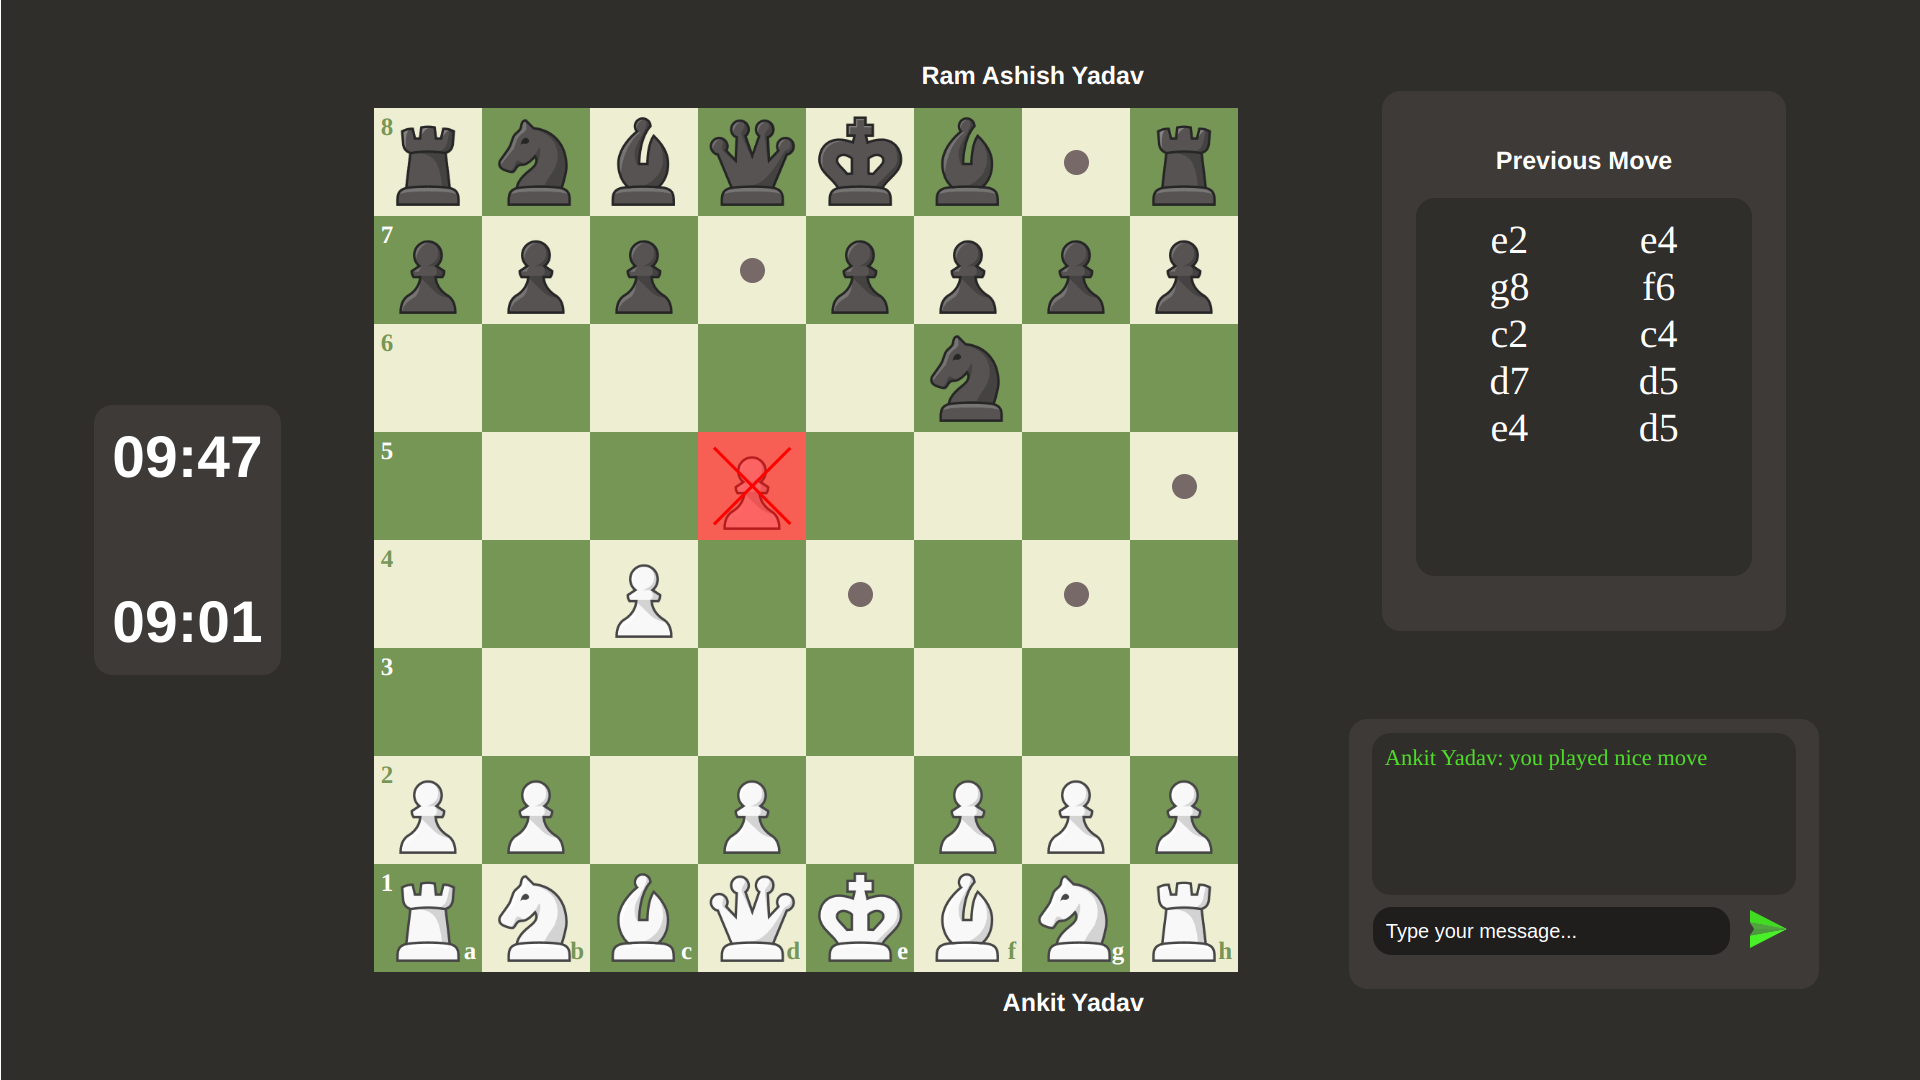 Ram Ashish Yadav
8
7
6
5
4
3
2
1
a b c d e f g h
Ankit Yadav
09:47
09:01
Previous Move
e2 e4
g8 f6
c2 c4
d7 d5
e4 d5
Ankit Yadav: you played nice move
Type your message...